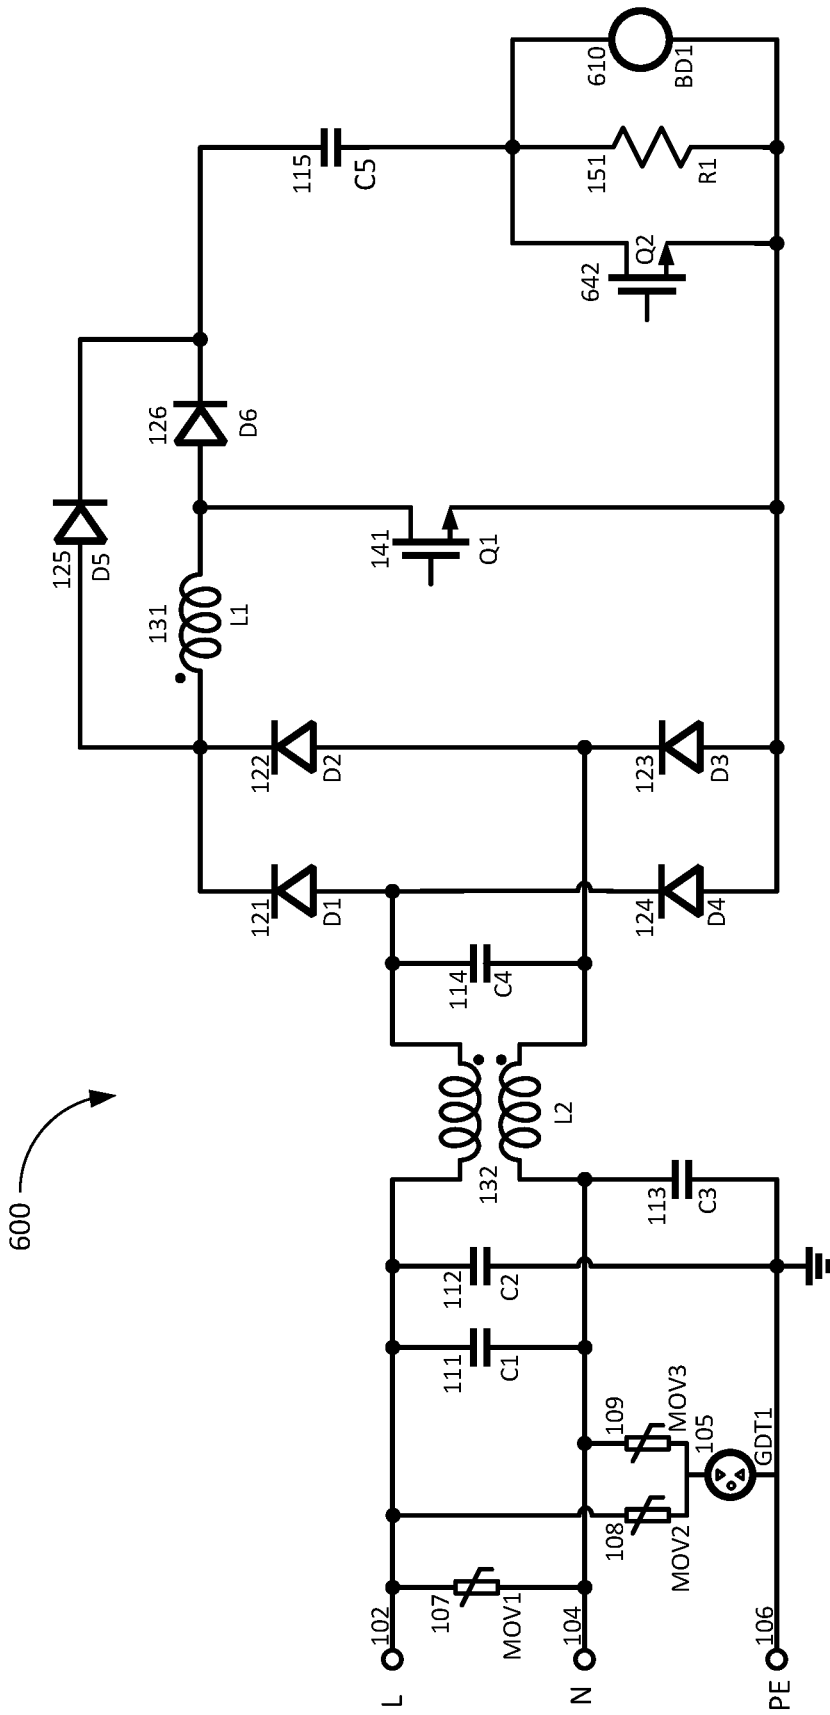 600
L
102
N
104
PE
106
107
MOV1
108
MOV2
109
MOV3
105
GDT1
111
C1
112
C2
113
C3
132
L2
114
C4
121
D1
124
D4
122
D2
123
D3
131
L1
125
D5
126
D6
141
Q1
115
C5
642
Q2
151
R1
610
BD1